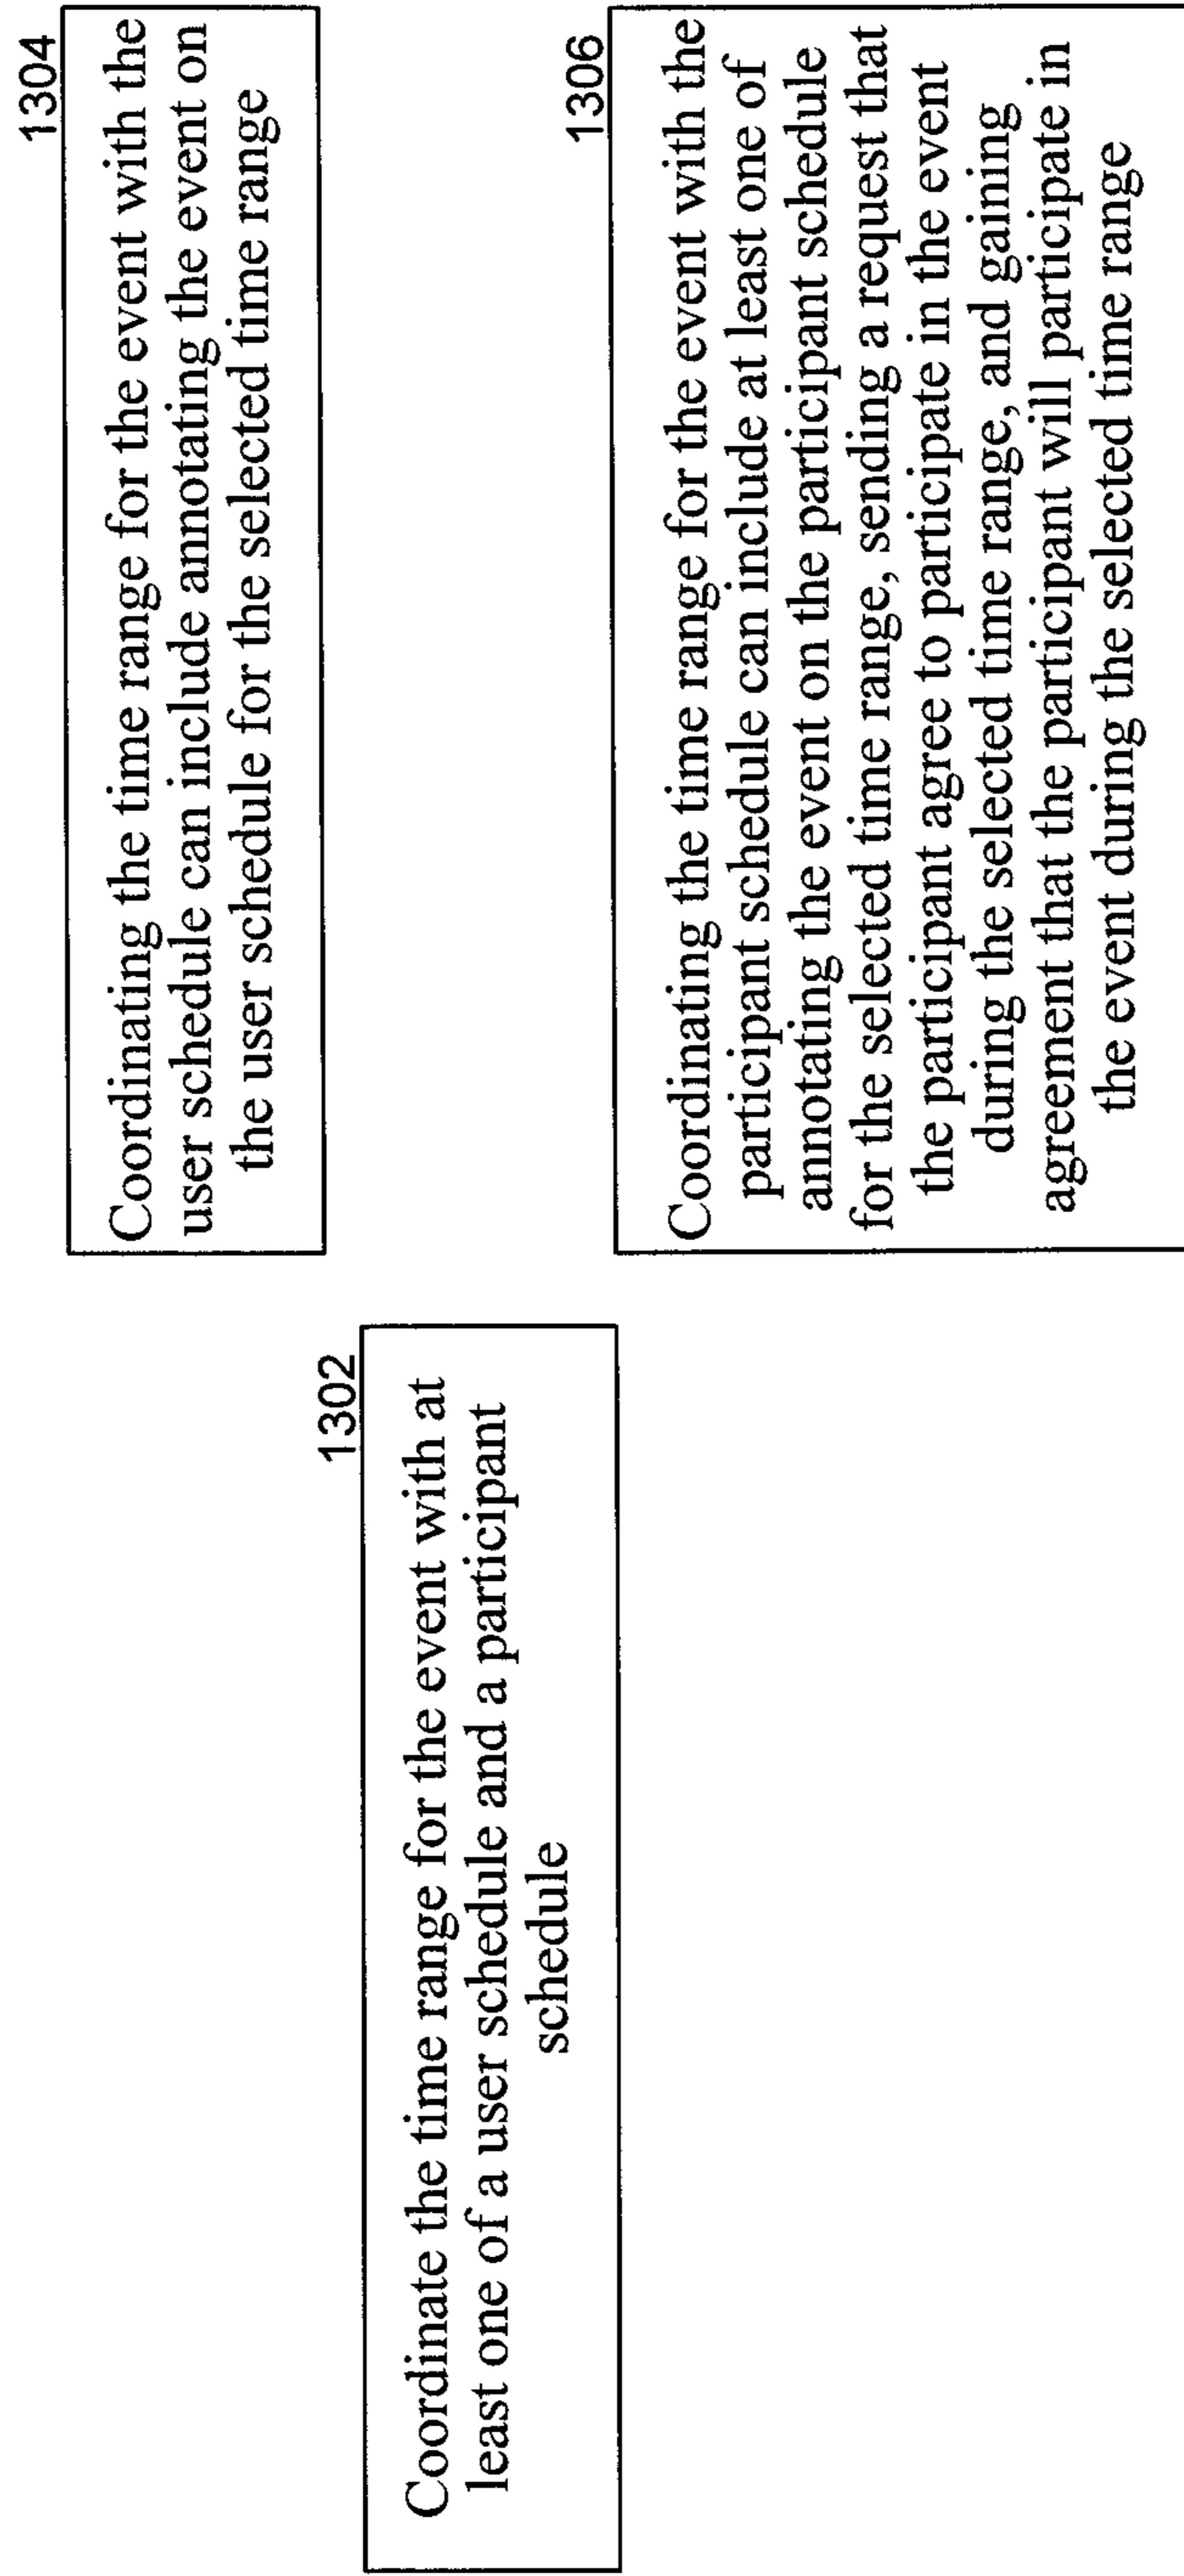 1302
Coordinate the time range for the event with at
least one of a user schedule and a participant
schedule
1304
Coordinating the time range for the event with the
user schedule can include annotating the event on
the user schedule for the selected time range
1306
Coordinating the time range for the event with the
participant schedule can include at least one of
annotating the event on the participant schedule
for the selected time range, sending a request that
the participant agree to participate in the event
during the selected time range, and gaining
agreement that the participant will participate in
the event during the selected time range